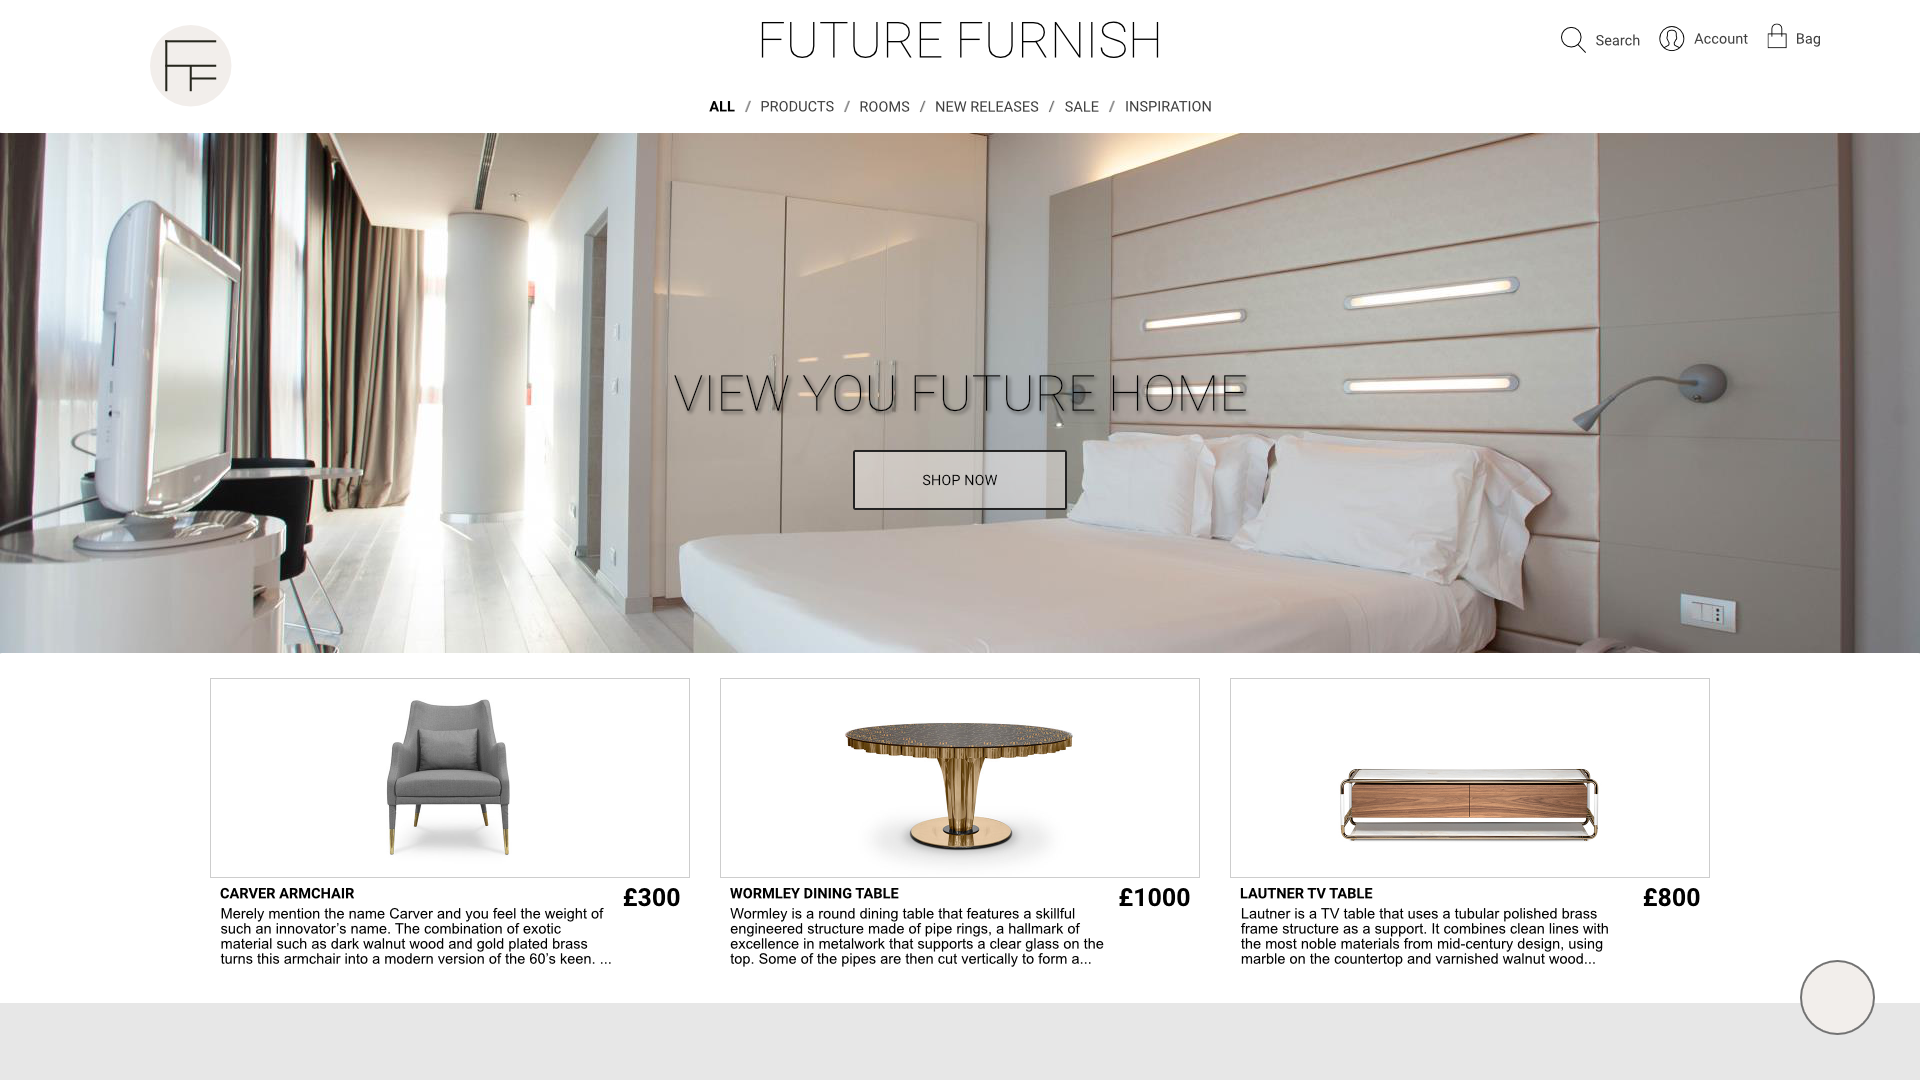 FF
FUTURE FURNISH
Search
Account
Bag
ALL / PRODUCTS / ROOMS / NEW RELEASES / SALE / INSPIRATION
VIEW YOU FUTURE HOME
SHOP NOW
CARVER ARMCHAIR
£300
Merely mention the name Carver and you feel the weight of
such an innovator’s name. The combination of exotic
material such as dark walnut wood and gold plated brass
turns this armchair into a modern version of the 60’s keen. ...
WORMLEY DINING TABLE
£1000
Wormley is a round dining table that features a skillful
engineered structure made of pipe rings, a hallmark of
excellence in metalwork that supports a clear glass on the
top. Some of the pipes are then cut vertically to form a...
LAUTNER TV TABLE
£800
Lautner is a TV table that uses a tubular polished brass
frame structure as a support. It combines clean lines with
the most noble materials from mid-century design, using
marble on the countertop and varnished walnut wood...